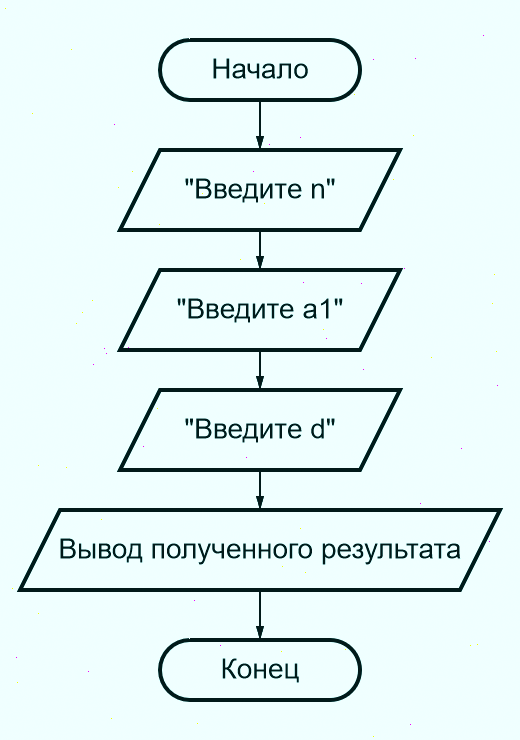 Начало
"Введите n"
"Введите a1"
"Введите d"
Вывод полученного результата
Конец